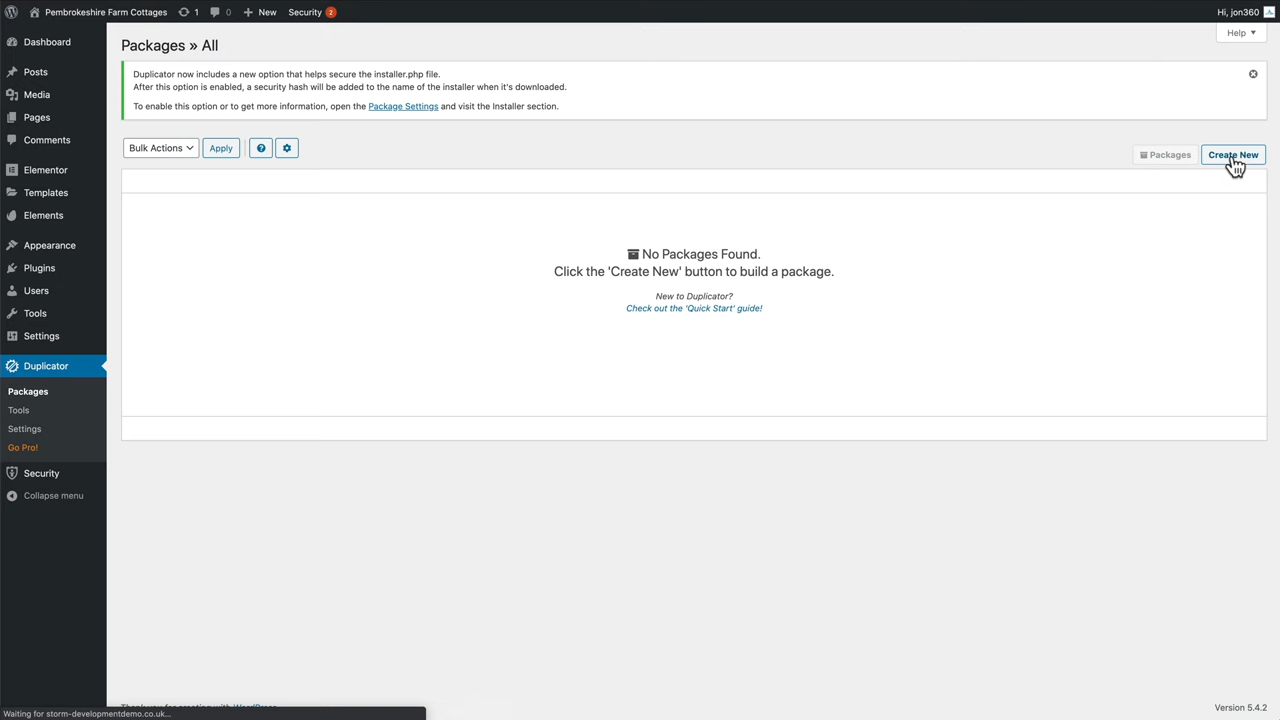 Pembrokeshire Farm Cottages 1 0 New Security 2 Hi, jon360
Help
Dashboard
Posts
Media
Pages
Comments
Elementor
Templates
Elements
Appearance
Plugins
Users
Tools
Settings
Duplicator
Packages
Tools
Settings
Go Pro!
Security
Collapse menu
Packages » All
Duplicator now includes a new option that helps secure the installer.php file.
After this option is enabled, a security hash will be added to the name of the installer when it's downloaded.
To enable this option or to get more information, open the Package Settings and visit the Installer section.
Bulk Actions Apply
Packages Create New
No Packages Found.
Click the 'Create New' button to build a package.
New to Duplicator?
Check out the 'Quick Start' guide!
Thank you for creating with WordPress
Version 5.4.2
Waiting for storm-developmentdemo.co.uk...